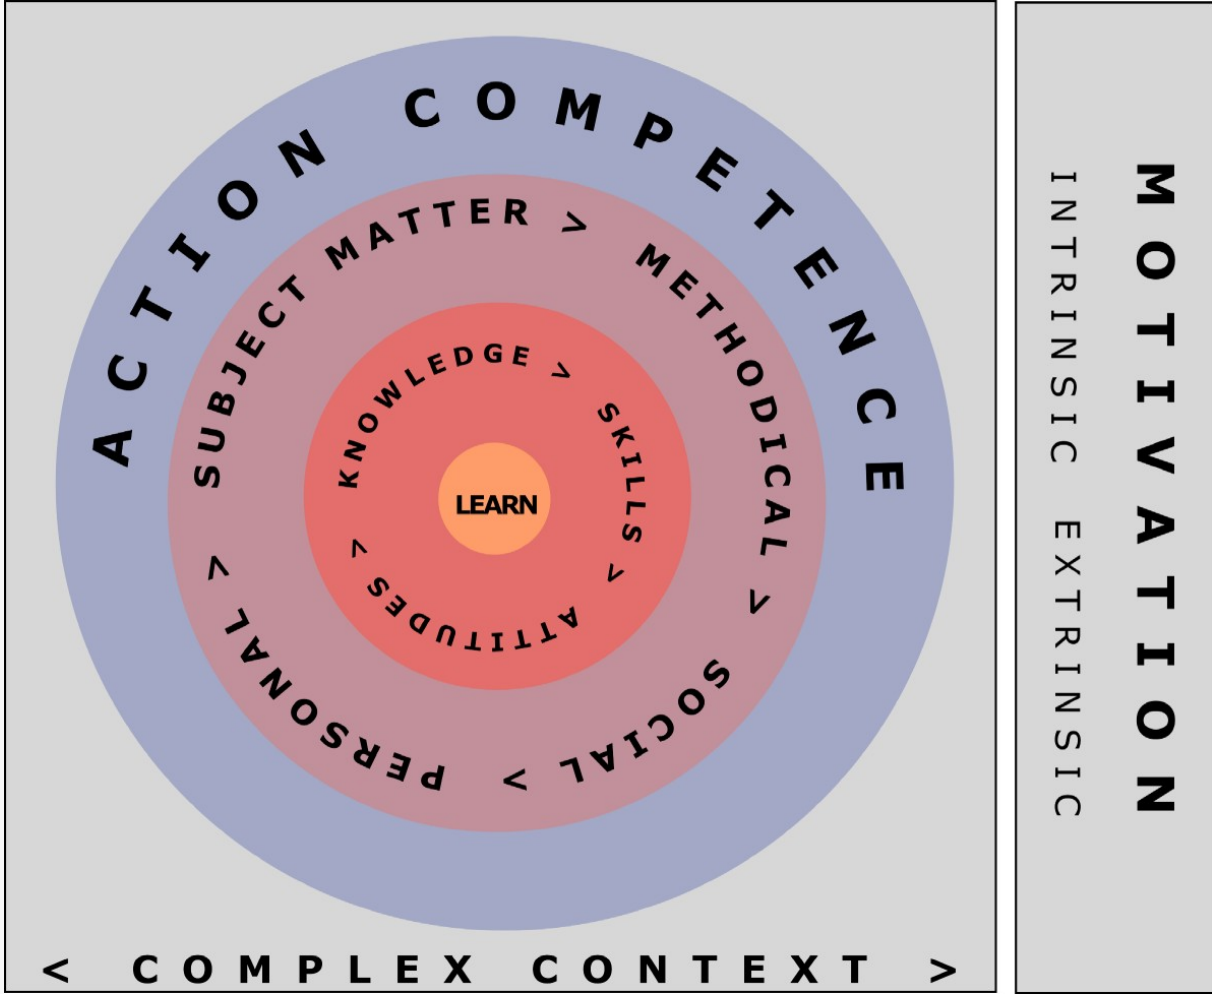 ACTION COMPETENCE
SUBJECT MATTER > METHODICAL > SOCIAL > PERSONAL >
KNOWLEDGE > SKILLS > ATTITUDES >
LEARN
< COMPLEX CONTEXT >
MOTIVATION
INTRINSIC EXTRINSIC